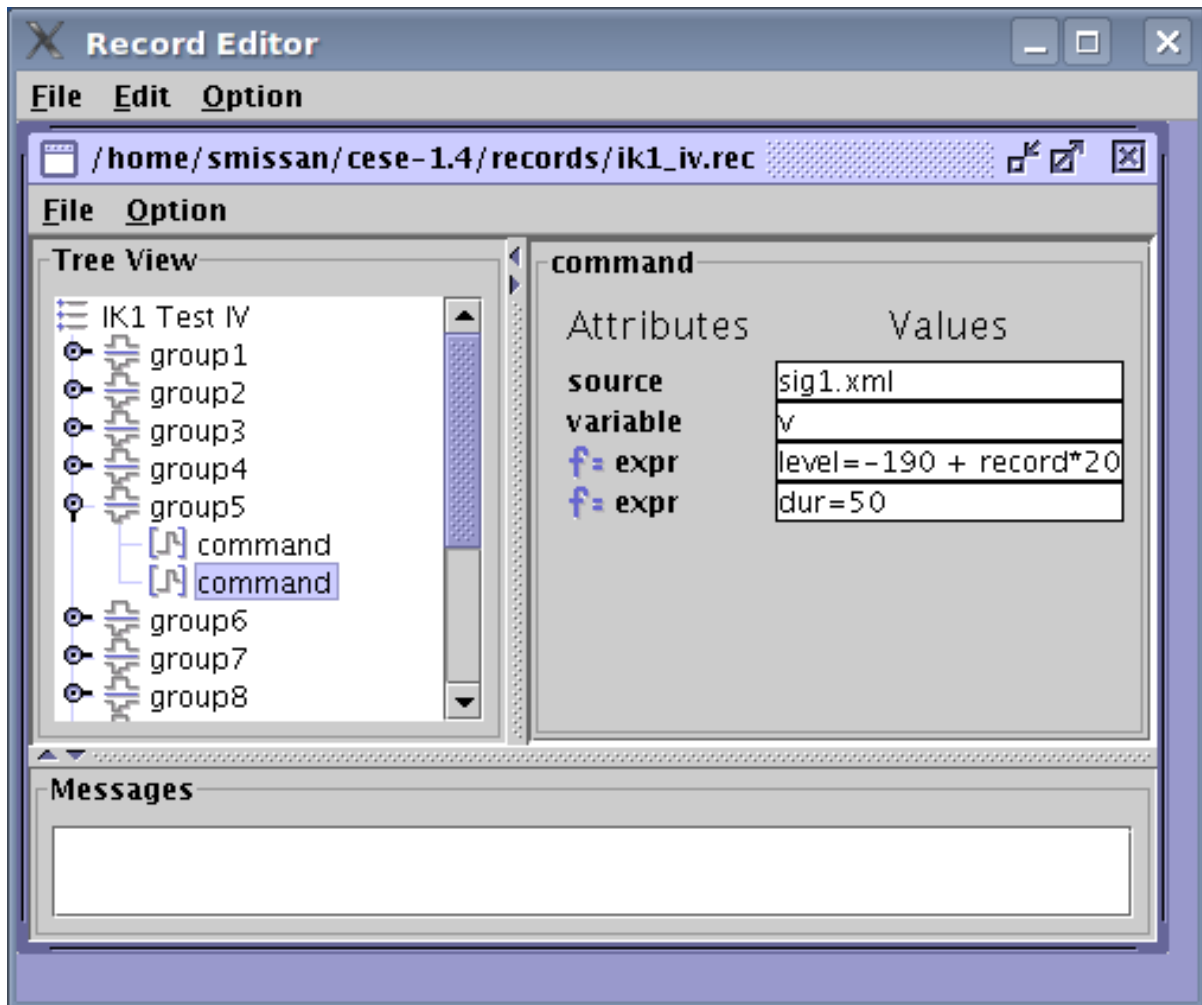 Record Editor
File Edit Option
/home/smissan/cese-1.4/records/ik1_iv.rec
File Option
Tree View
IK1 Test IV
group1
group2
group3
group4
group5
command
command
group6
group7
group8
command
Attributes Values
source sig1.xml
variable v
f= expr level=-190 + record*20
f= expr dur=50
Messages